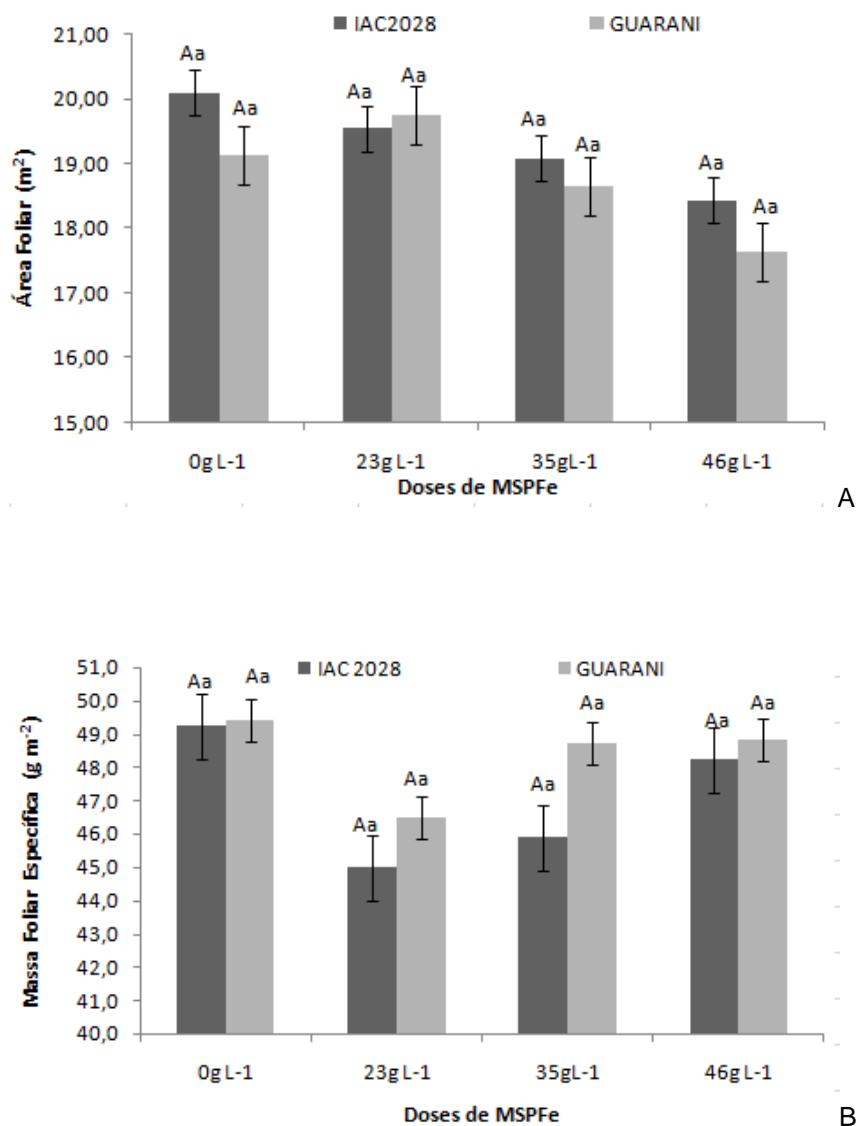 IAC2028 GUARANI
21,00
20,00
19,00
18,00
17,00
16,00
15,00
Área Foliar (m²)
Aa Aa Aa Aa Aa Aa Aa Aa
0g L-1 23g L-1 35gL-1 46g L-1
Doses de MSPFe
A
IAC 2028 GUARANI
51,0
50,0
49,0
48,0
47,0
46,0
45,0
44,0
43,0
42,0
41,0
40,0
Massa Foliar Específica (g m⁻²)
Aa Aa Aa Aa Aa Aa Aa Aa
0g L-1 23g L-1 35gL-1 46g L-1
Doses de MSPFe
B